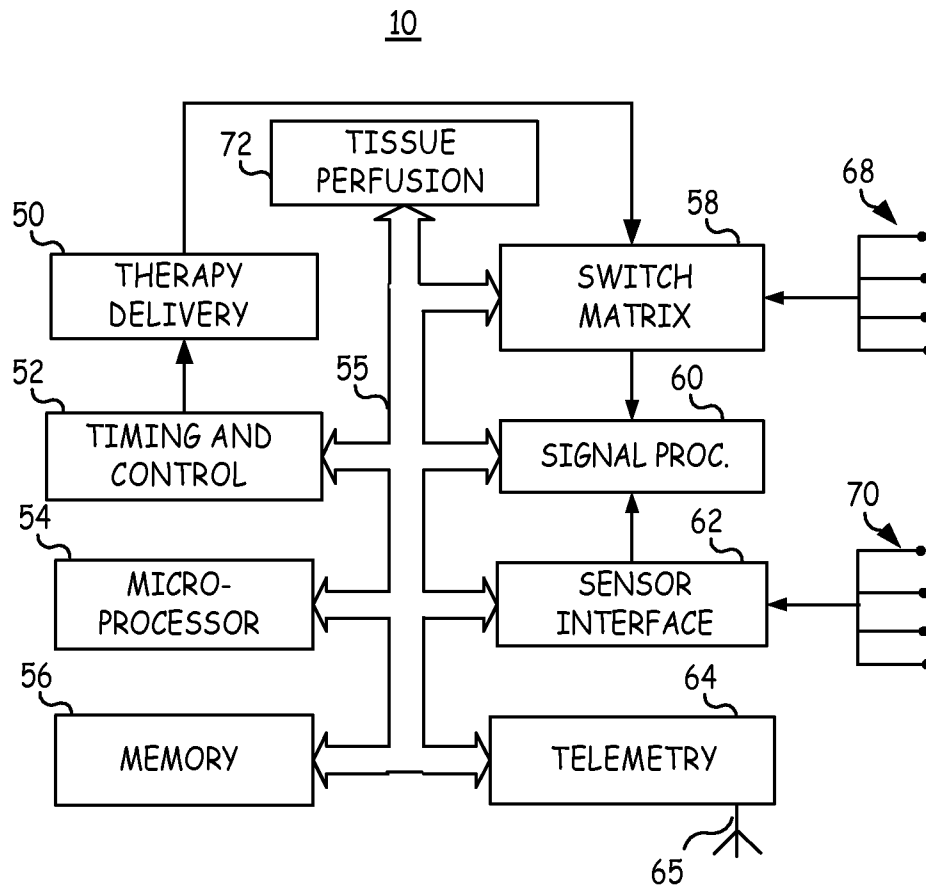 10
72
TISSUE
PERFUSION
68
50
THERAPY
DELIVERY
58
SWITCH
MATRIX
52
TIMING AND
CONTROL
55
60
SIGNAL PROC.
54
MICRO-
PROCESSOR
62
SENSOR
INTERFACE
70
56
MEMORY
64
TELEMETRY
65